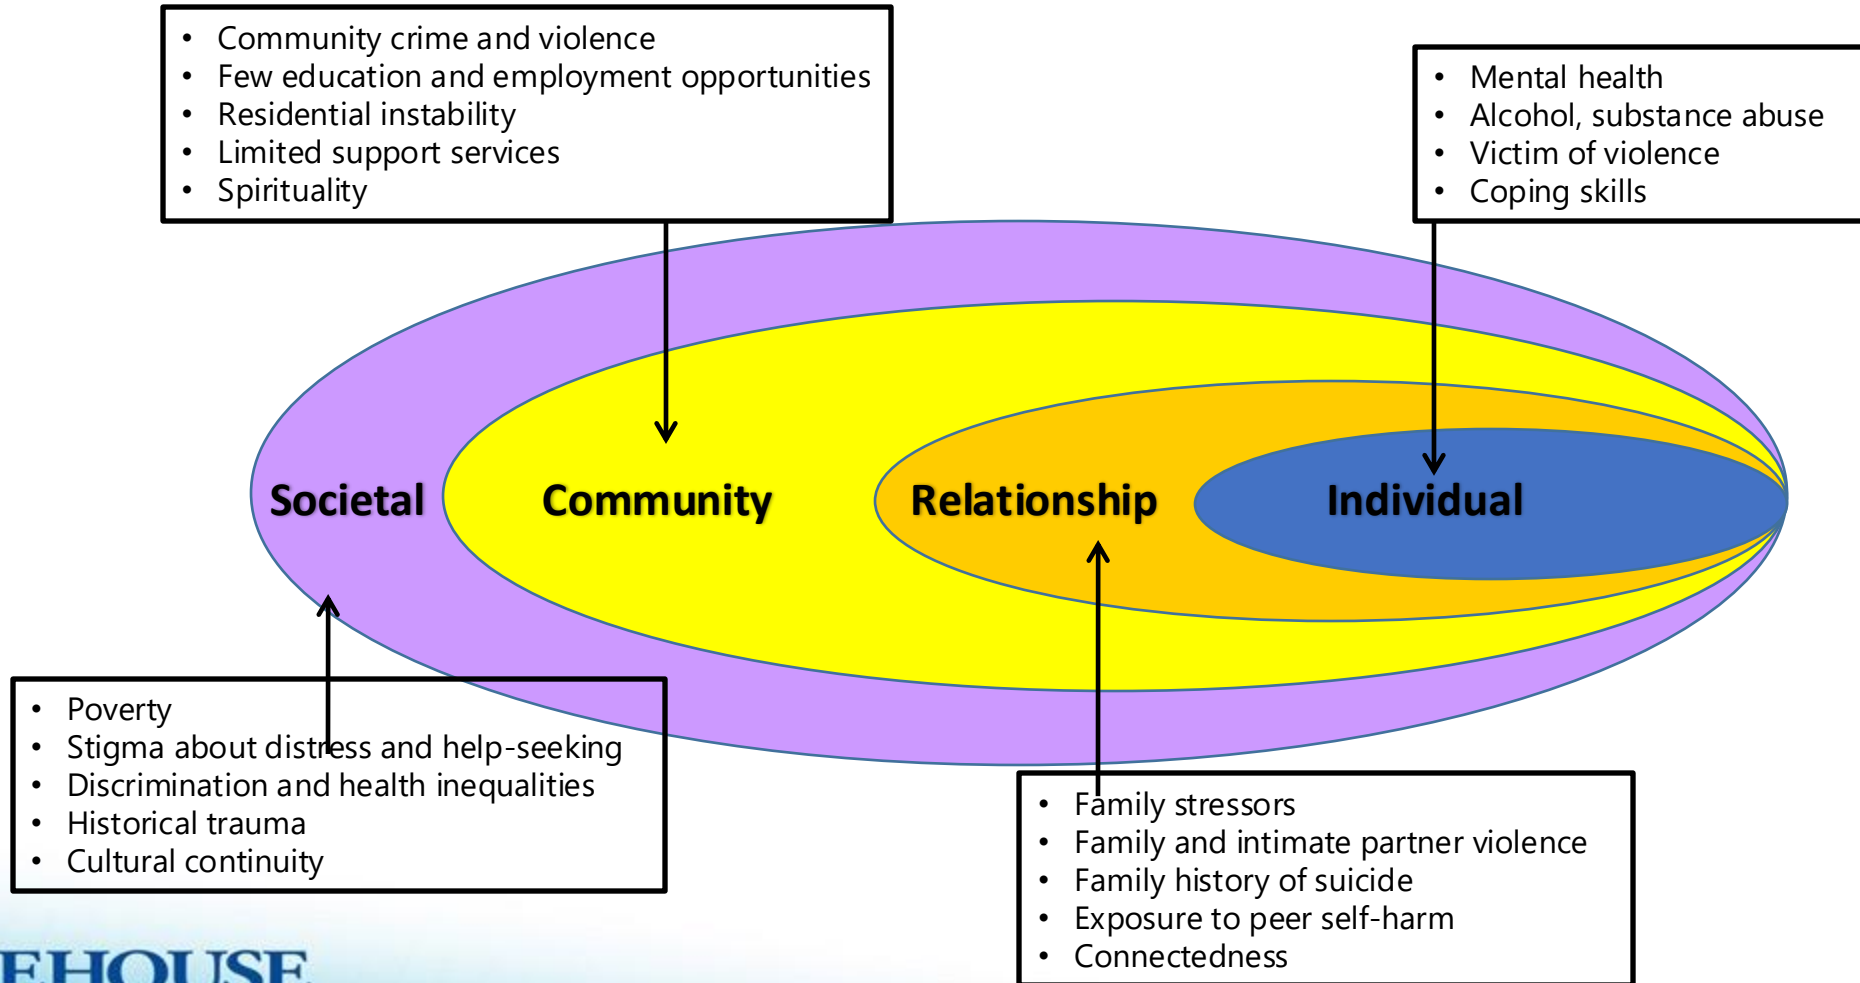 • Community crime and violence
• Few education and employment opportunities
• Residential instability
• Limited support services
• Spirituality
• Mental health
• Alcohol, substance abuse
• Victim of violence
• Coping skills
Societal Community Relationship Individual
• Poverty
• Stigma about distress and help-seeking
• Discrimination and health inequalities
• Historical trauma
• Cultural continuity
• Family stressors
• Family and intimate partner violence
• Family history of suicide
• Exposure to peer self-harm
• Connectedness
EHOUSE